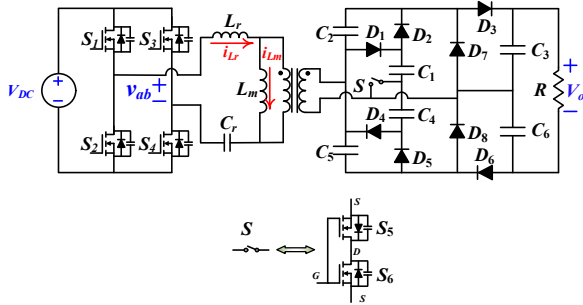 S1 S3 Lr C2 D1 D2 D3
iLr iLm D7 C3
VDC + − vab + − Lm S C1 R + Vo −
Cr C4
S2 S4 C5 D4 D5 D8 D6 C6
S
S S5
D
G S6
S